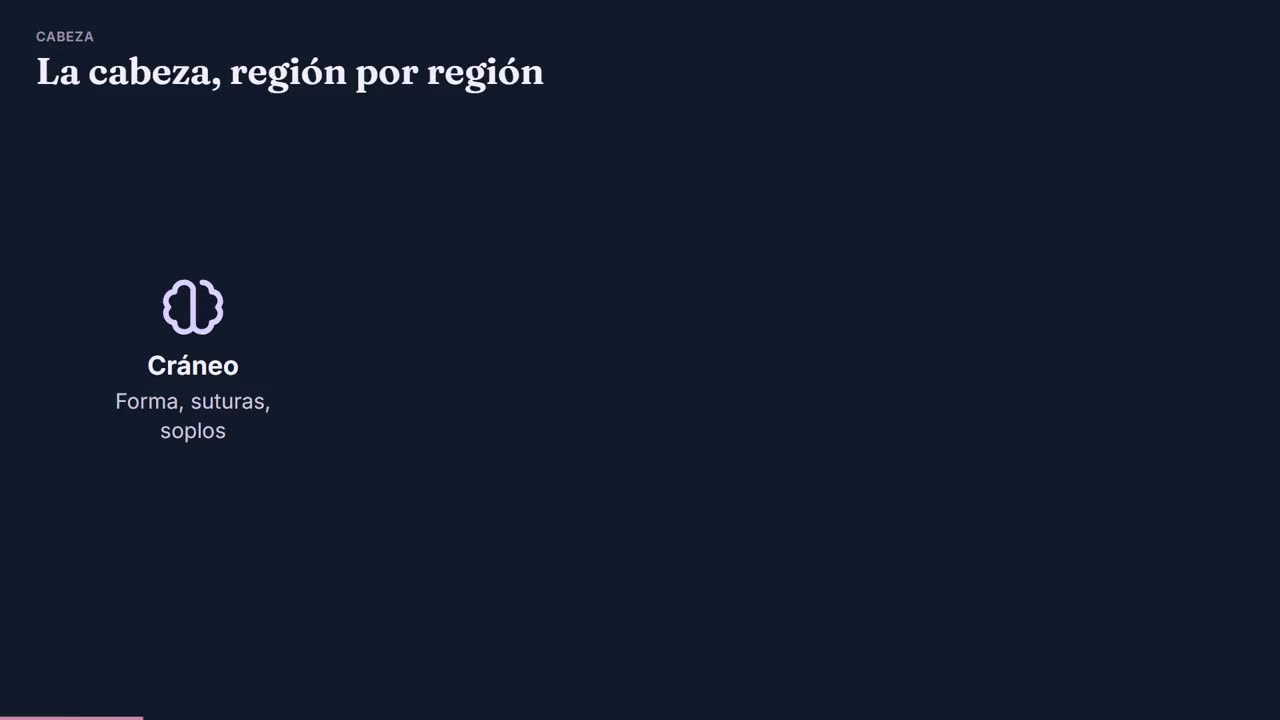 CABEZA
La cabeza, región por región
Cráneo
Forma, suturas,
soplos